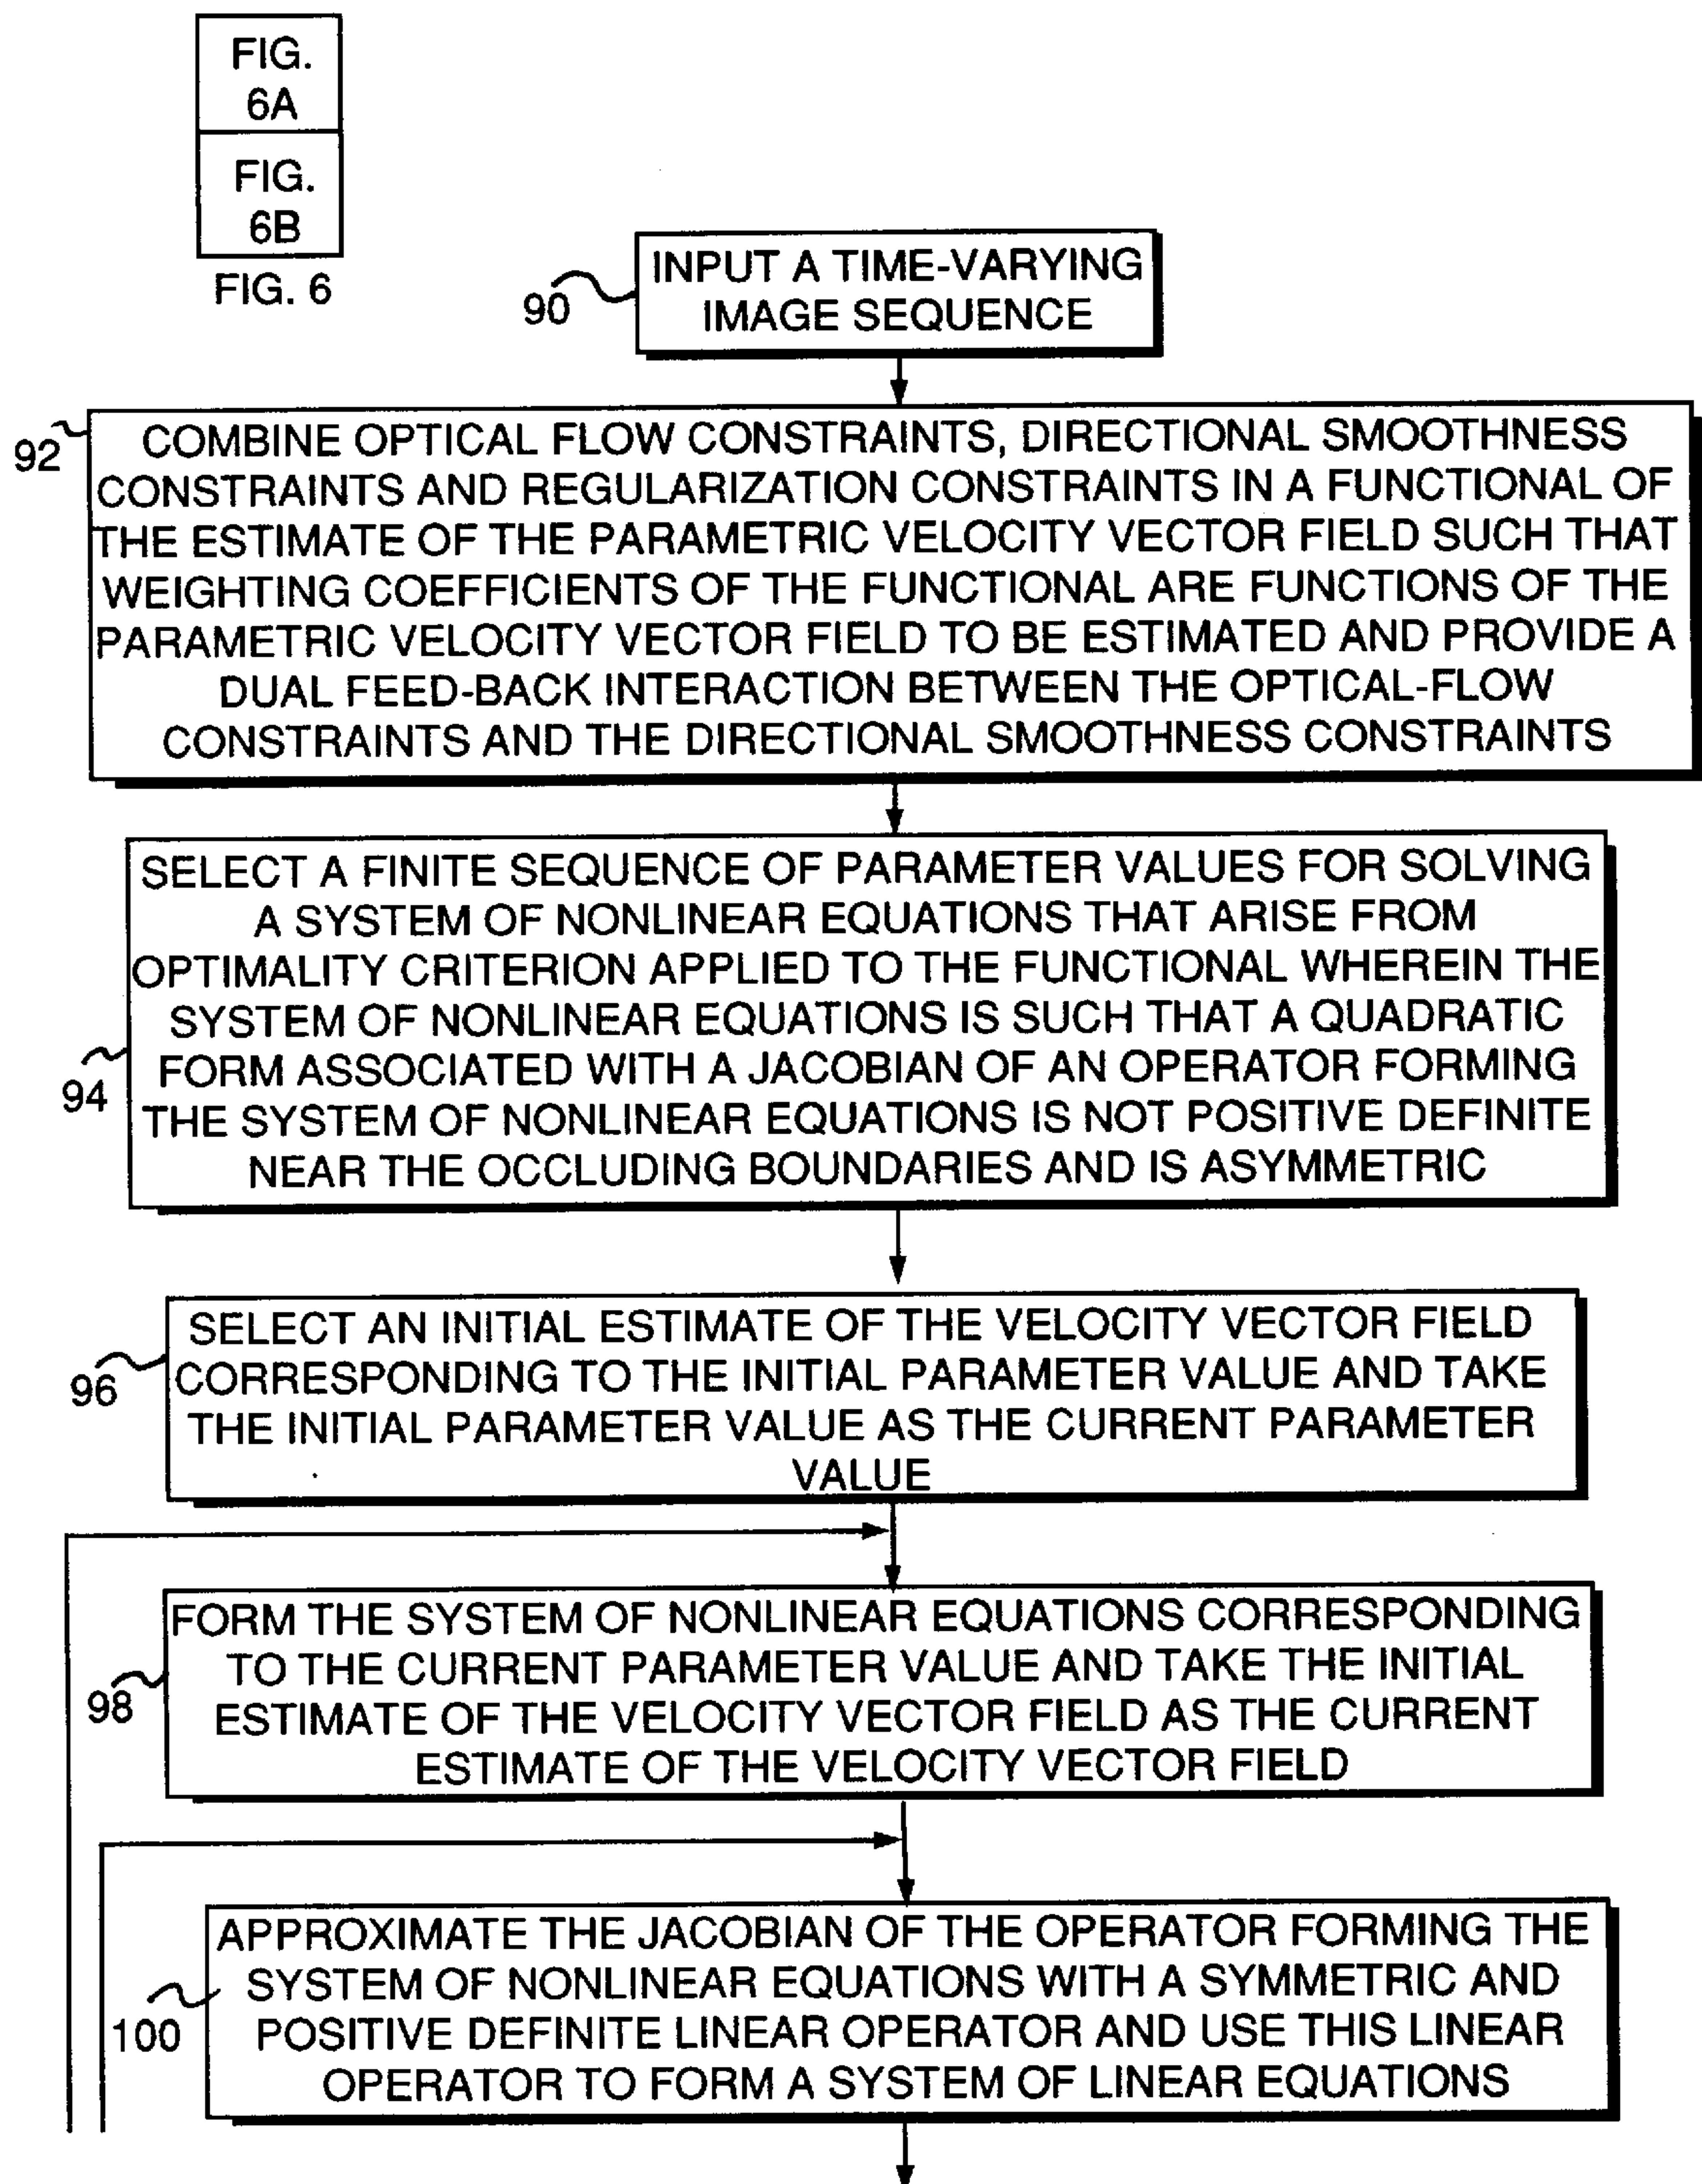 FIG.
6A
FIG.
6B
FIG. 6
90
INPUT A TIME-VARYING
IMAGE SEQUENCE
92
COMBINE OPTICAL FLOW CONSTRAINTS, DIRECTIONAL SMOOTHNESS
CONSTRAINTS AND REGULARIZATION CONSTRAINTS IN A FUNCTIONAL OF
THE ESTIMATE OF THE PARAMETRIC VELOCITY VECTOR FIELD SUCH THAT
WEIGHTING COEFFICIENTS OF THE FUNCTIONAL ARE FUNCTIONS OF THE
PARAMETRIC VELOCITY VECTOR FIELD TO BE ESTIMATED AND PROVIDE A
DUAL FEED-BACK INTERACTION BETWEEN THE OPTICAL-FLOW
CONSTRAINTS AND THE DIRECTIONAL SMOOTHNESS CONSTRAINTS
94
SELECT A FINITE SEQUENCE OF PARAMETER VALUES FOR SOLVING
A SYSTEM OF NONLINEAR EQUATIONS THAT ARISE FROM
OPTIMALITY CRITERION APPLIED TO THE FUNCTIONAL WHEREIN THE
SYSTEM OF NONLINEAR EQUATIONS IS SUCH THAT A QUADRATIC
FORM ASSOCIATED WITH A JACOBIAN OF AN OPERATOR FORMING
THE SYSTEM OF NONLINEAR EQUATIONS IS NOT POSITIVE DEFINITE
NEAR THE OCCLUDING BOUNDARIES AND IS ASYMMETRIC
96
SELECT AN INITIAL ESTIMATE OF THE VELOCITY VECTOR FIELD
CORRESPONDING TO THE INITIAL PARAMETER VALUE AND TAKE
THE INITIAL PARAMETER VALUE AS THE CURRENT PARAMETER
VALUE
98
FORM THE SYSTEM OF NONLINEAR EQUATIONS CORRESPONDING
TO THE CURRENT PARAMETER VALUE AND TAKE THE INITIAL
ESTIMATE OF THE VELOCITY VECTOR FIELD AS THE CURRENT
ESTIMATE OF THE VELOCITY VECTOR FIELD
100
APPROXIMATE THE JACOBIAN OF THE OPERATOR FORMING THE
SYSTEM OF NONLINEAR EQUATIONS WITH A SYMMETRIC AND
POSITIVE DEFINITE LINEAR OPERATOR AND USE THIS LINEAR
OPERATOR TO FORM A SYSTEM OF LINEAR EQUATIONS